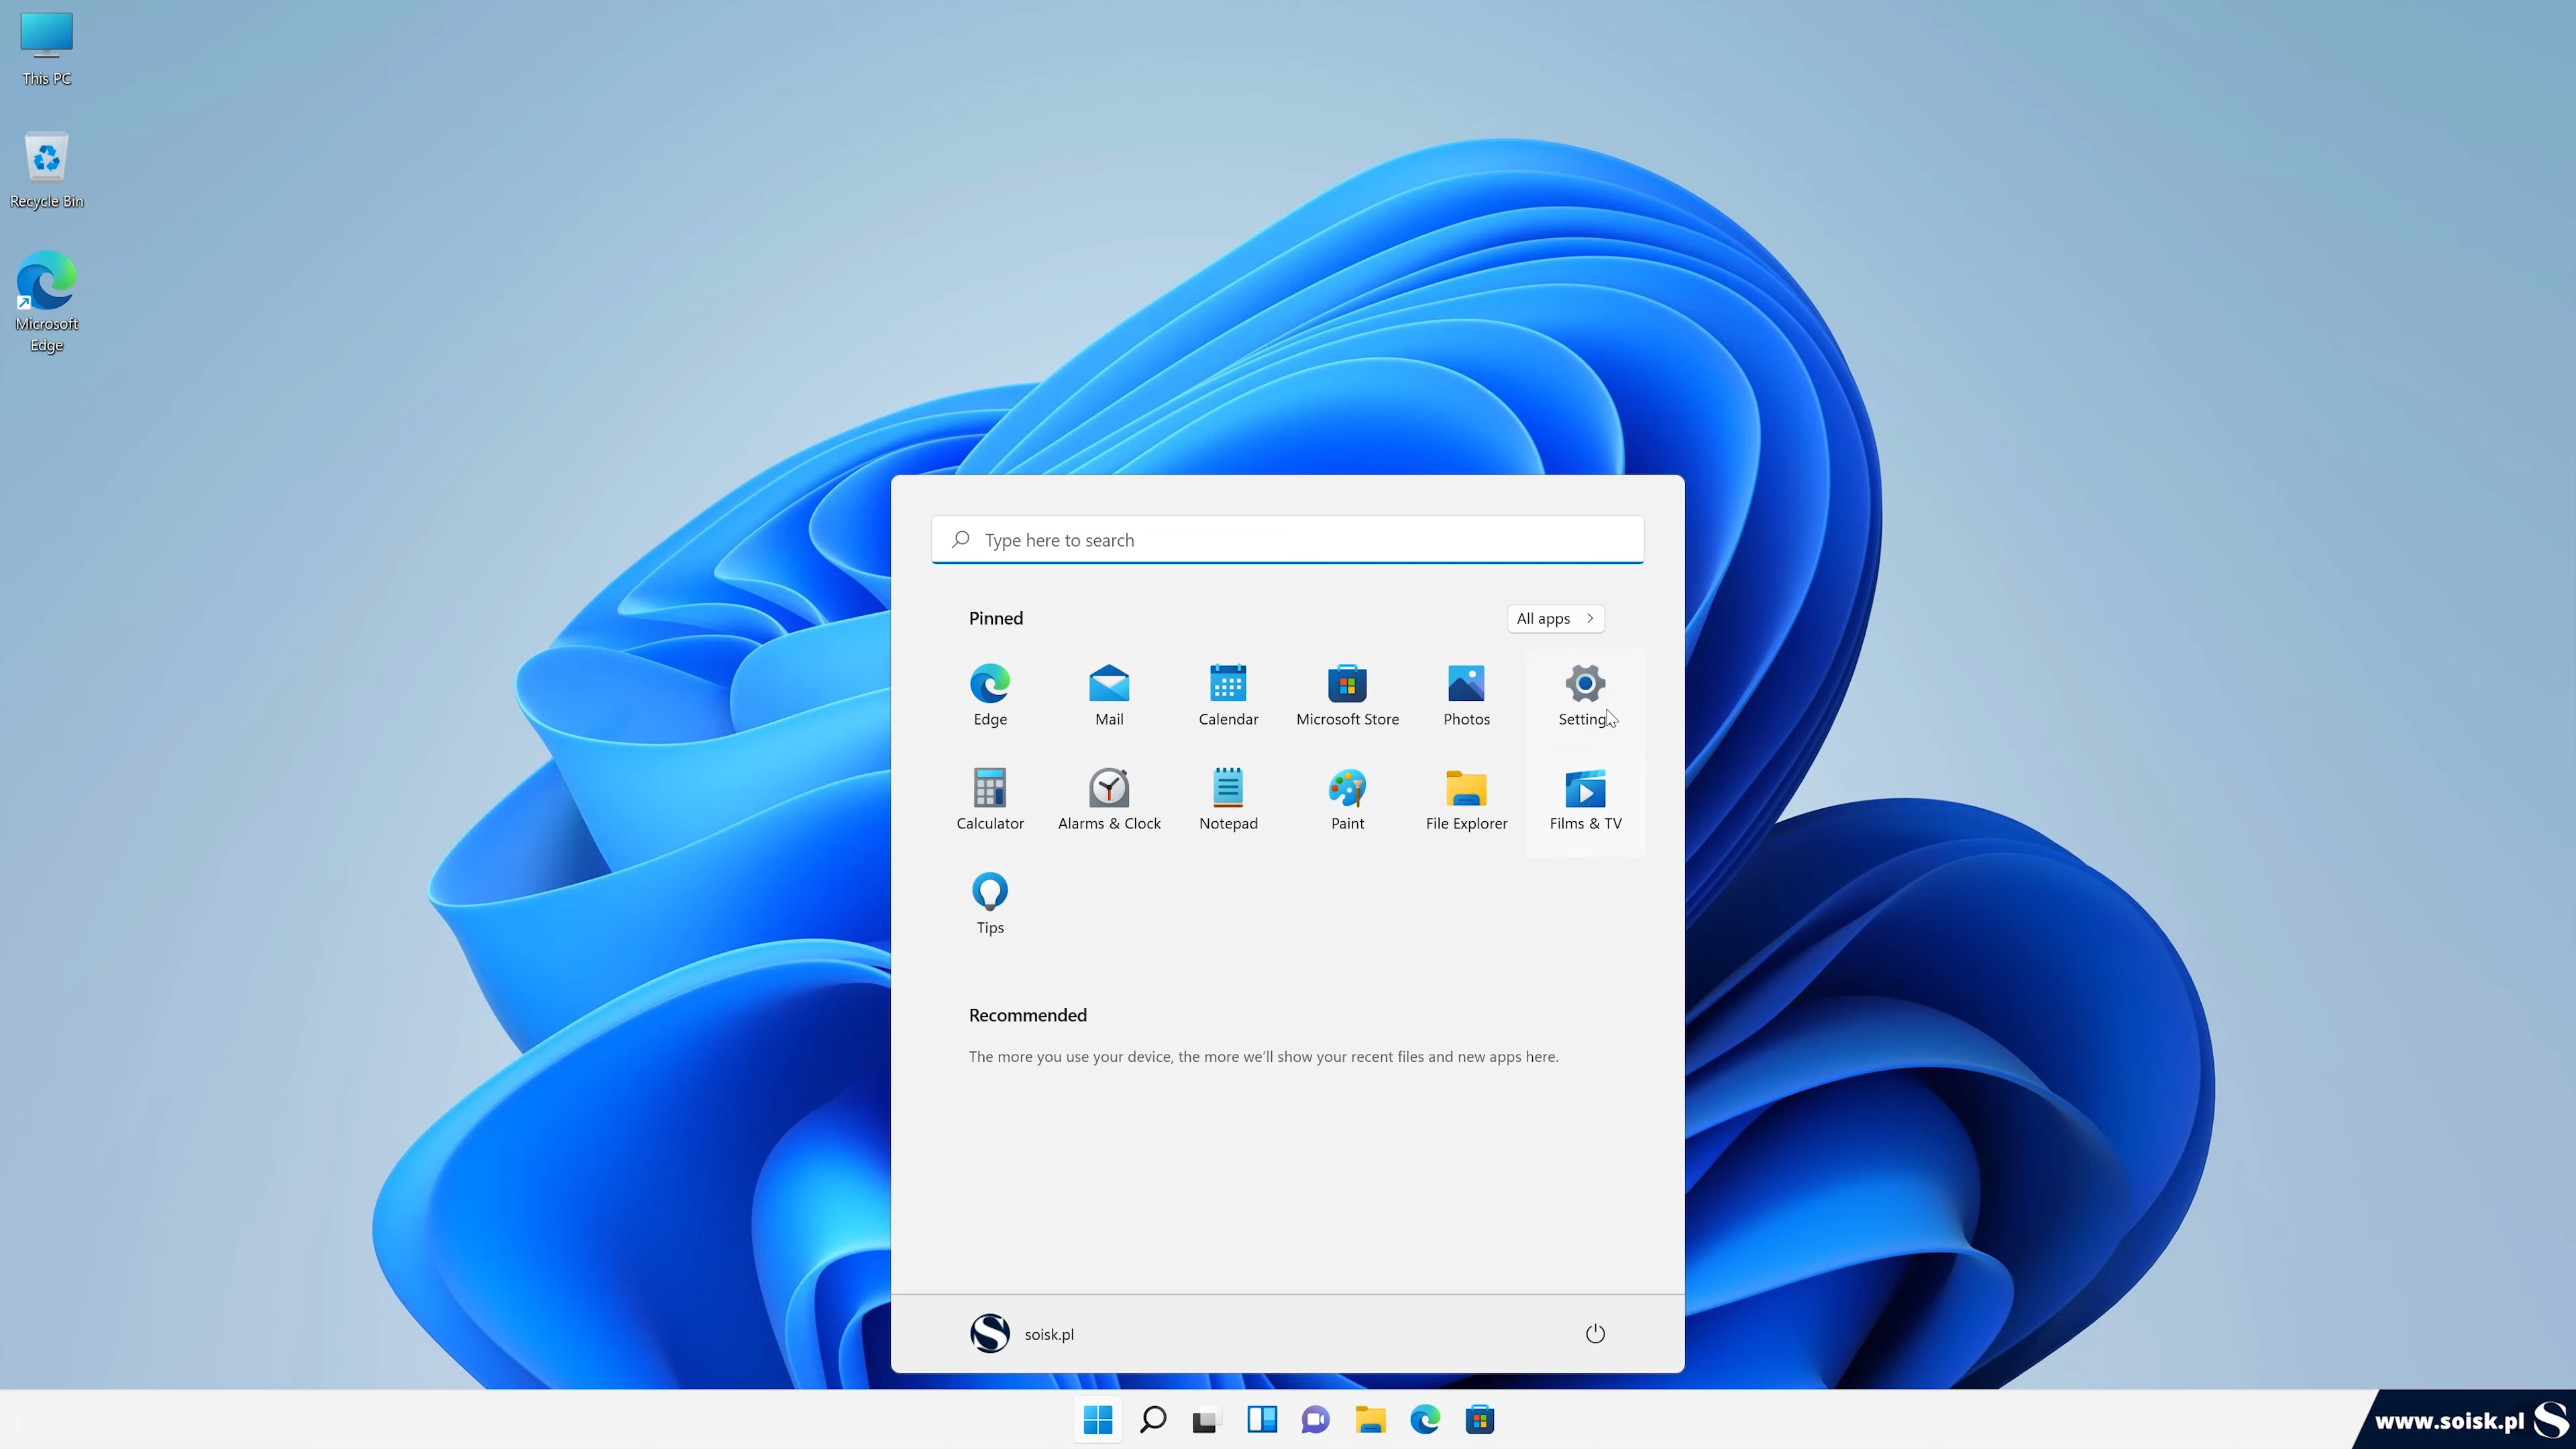 This PC
Recycle Bin
Microsoft
Edge
Type here to search
Pinned
All apps
Edge
Mail
Calendar
Microsoft Store
Photos
Setting
Calculator
Alarms & Clock
Notepad
Paint
File Explorer
Films & TV
Tips
Recommended
The more you use your device, the more we'll show your recent files and new apps here.
soisk.pl
www.soisk.pl